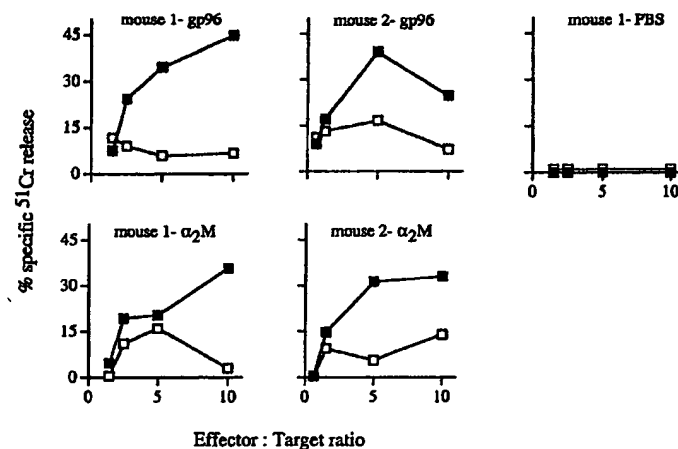 mouse 1- gp96
mouse 2- gp96
mouse 1- PBS
45
30
15
0
0 5 10
mouse 1- α2M
mouse 2- α2M
45
30
15
0
0 5 10
0 5 10
% specific 51Cr release
Effector : Target ratio